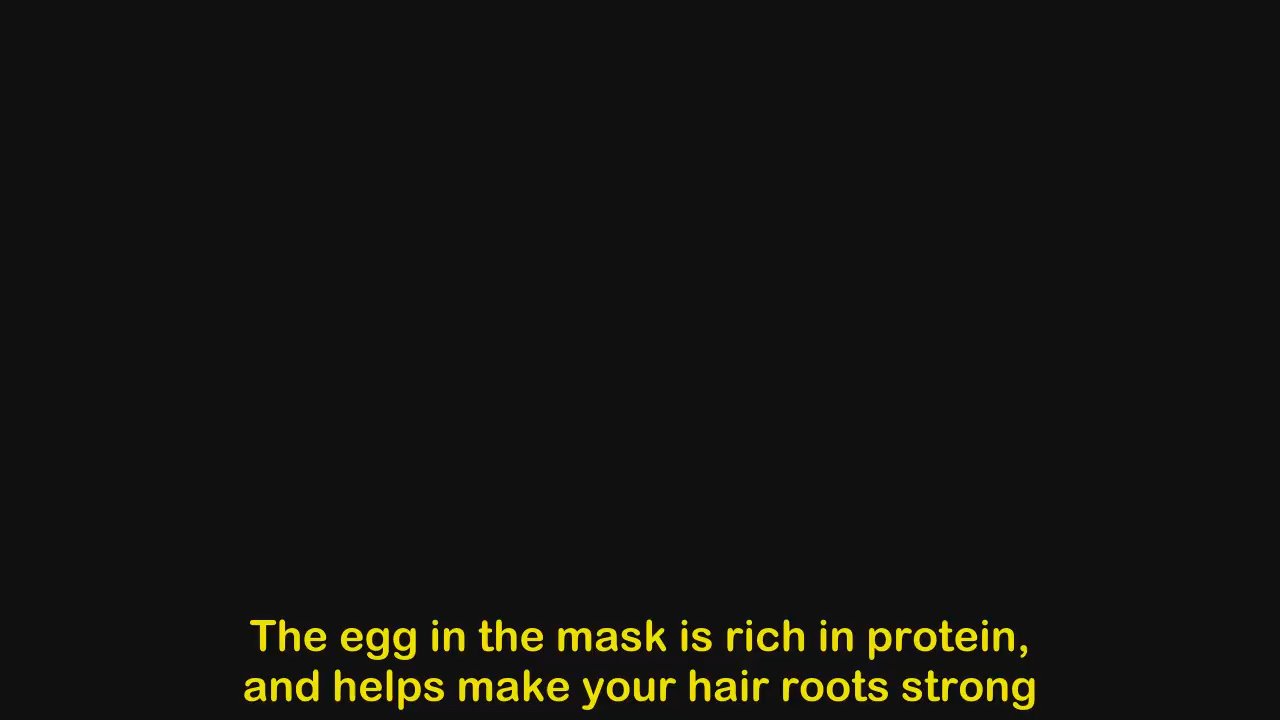 The egg in the mask is rich in protein,
and helps make your hair roots strong